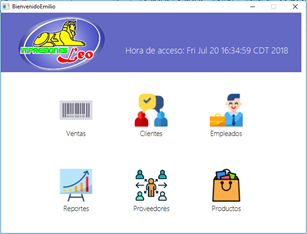 BienvenidoEmilio
IMPRESIONES
Leo
Hora de acceso: Fri Jul 20 16:34:59 CDT 2018
Ventas
Clientes
Empleados
Reportes
Proveedores
Productos